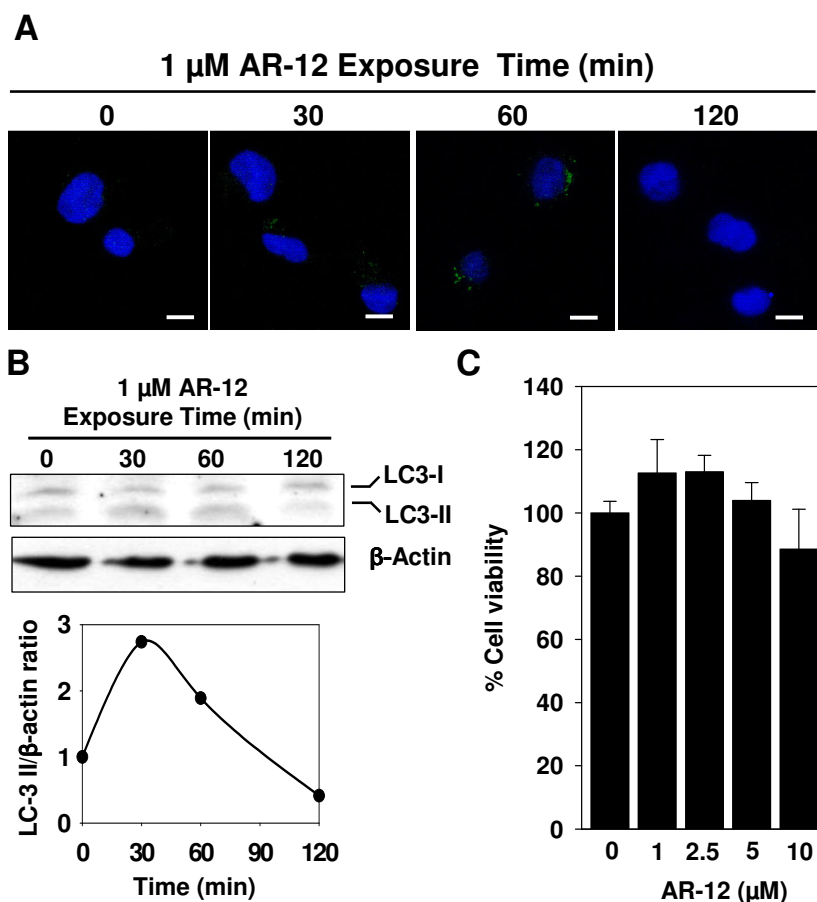 A
1 µM AR-12 Exposure Time (min)
0 30 60 120
B
1 µM AR-12
Exposure Time (min)
0 30 60 120
LC3-I
LC3-II
β-Actin
LC-3 II/β-actin ratio
3
2
1
0
0 30 60 90 120
Time (min)
C
% Cell viability
140
120
100
80
60
40
20
0
0 1 2.5 5 10
AR-12 (µM)